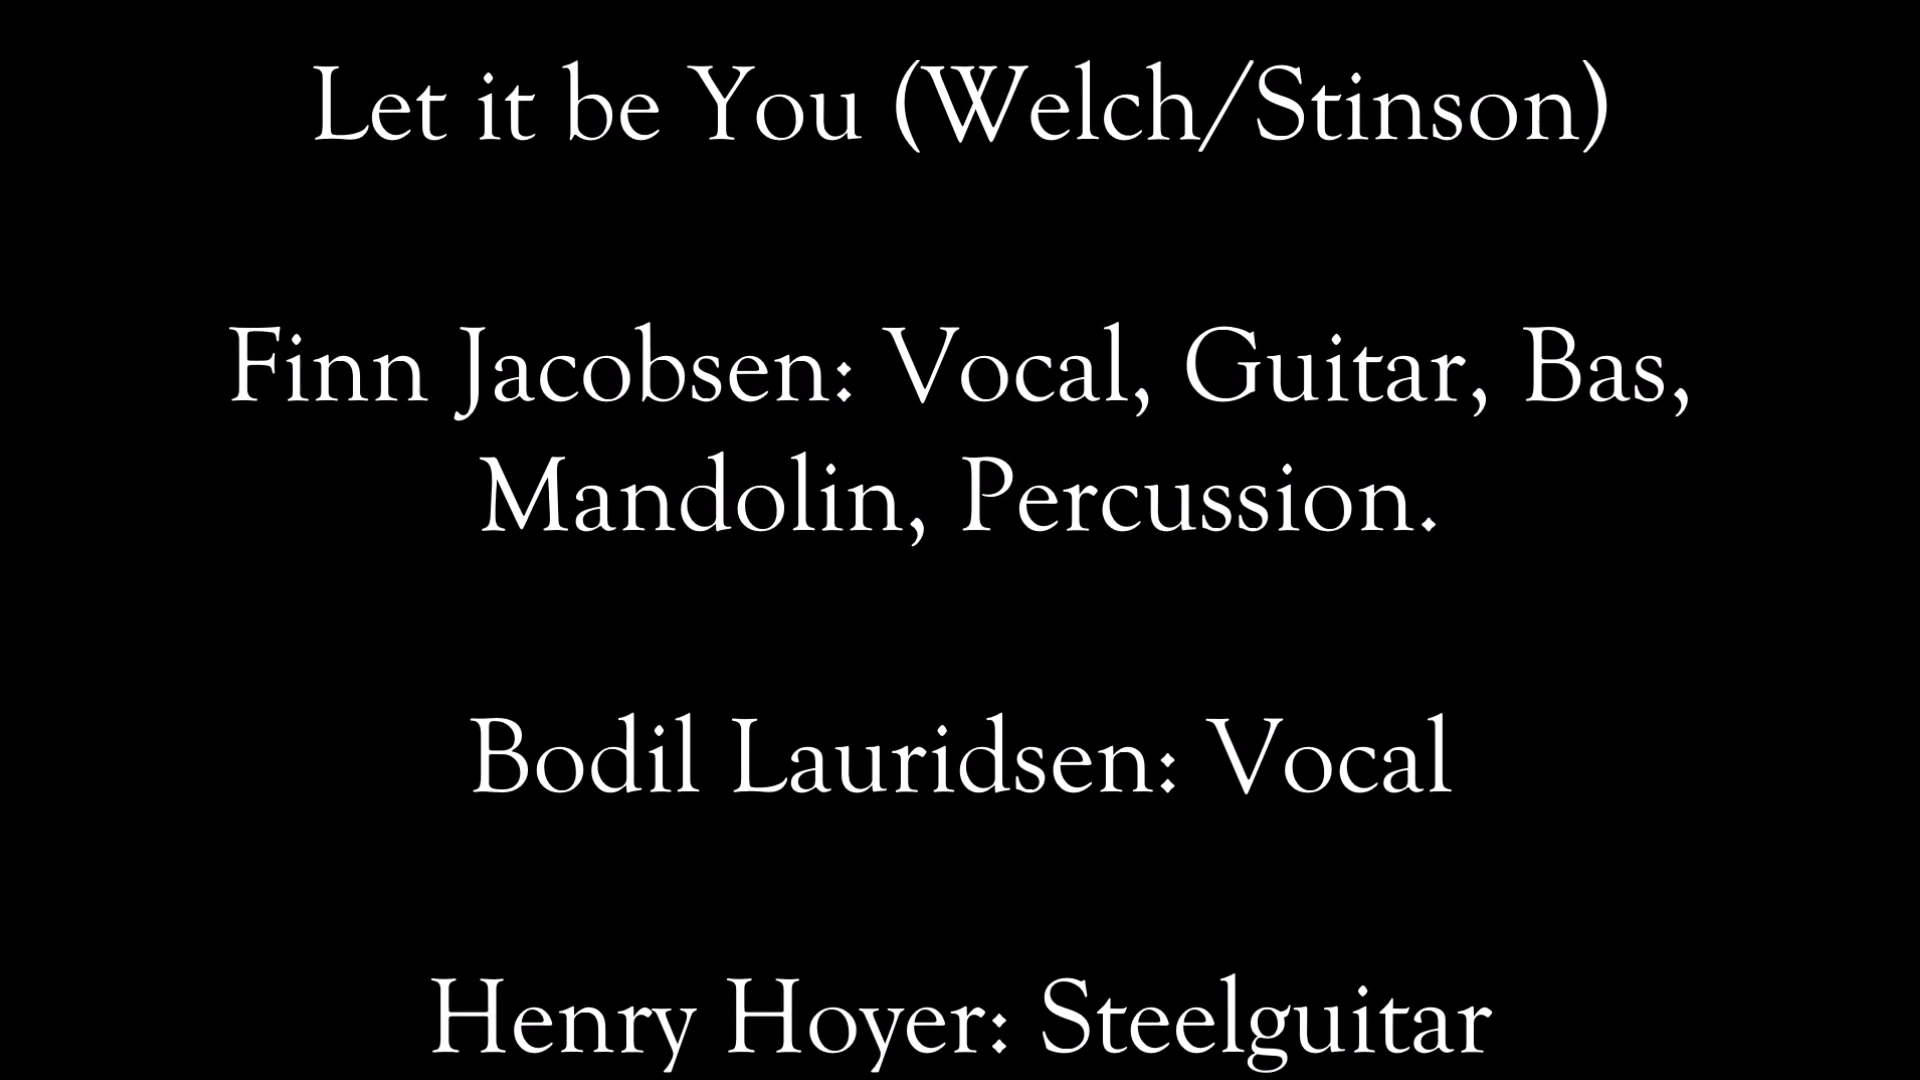 Let it be You (Welch/Stinson)
Finn Jacobsen: Vocal, Guitar, Bas,
Mandolin, Percussion.
Bodil Lauridsen: Vocal
Henry Hoyer: Steelguitar